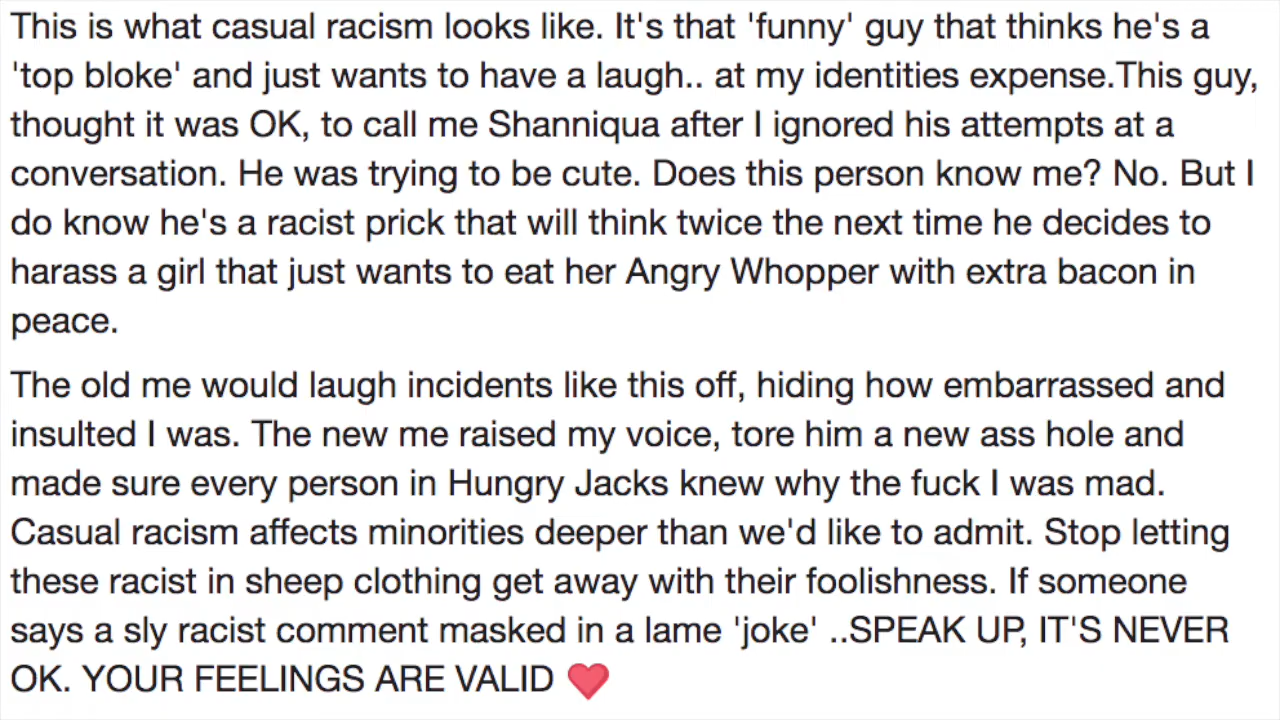 This is what casual racism looks like. It's that 'funny' guy that thinks he's a
'top bloke' and just wants to have a laugh.. at my identities expense.This guy,
thought it was OK, to call me Shanniqua after I ignored his attempts at a
conversation. He was trying to be cute. Does this person know me? No. But I
do know he's a racist prick that will think twice the next time he decides to
harass a girl that just wants to eat her Angry Whopper with extra bacon in
peace.
The old me would laugh incidents like this off, hiding how embarrassed and
insulted I was. The new me raised my voice, tore him a new ass hole and
made sure every person in Hungry Jacks knew why the fuck I was mad.
Casual racism affects minorities deeper than we'd like to admit. Stop letting
these racist in sheep clothing get away with their foolishness. If someone
says a sly racist comment masked in a lame 'joke' ..SPEAK UP, IT'S NEVER
OK. YOUR FEELINGS ARE VALID ❤️